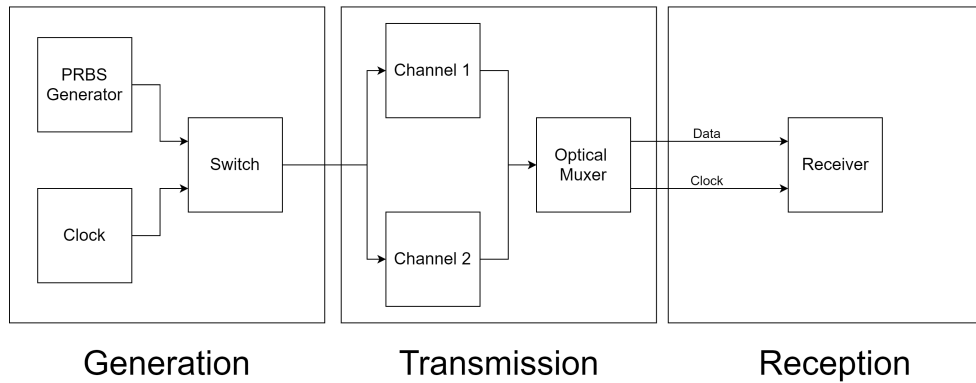 PRBS
Generator
Clock
Switch
Channel 1
Channel 2
Optical
Muxer
Data
Clock
Receiver
Generation
Transmission
Reception